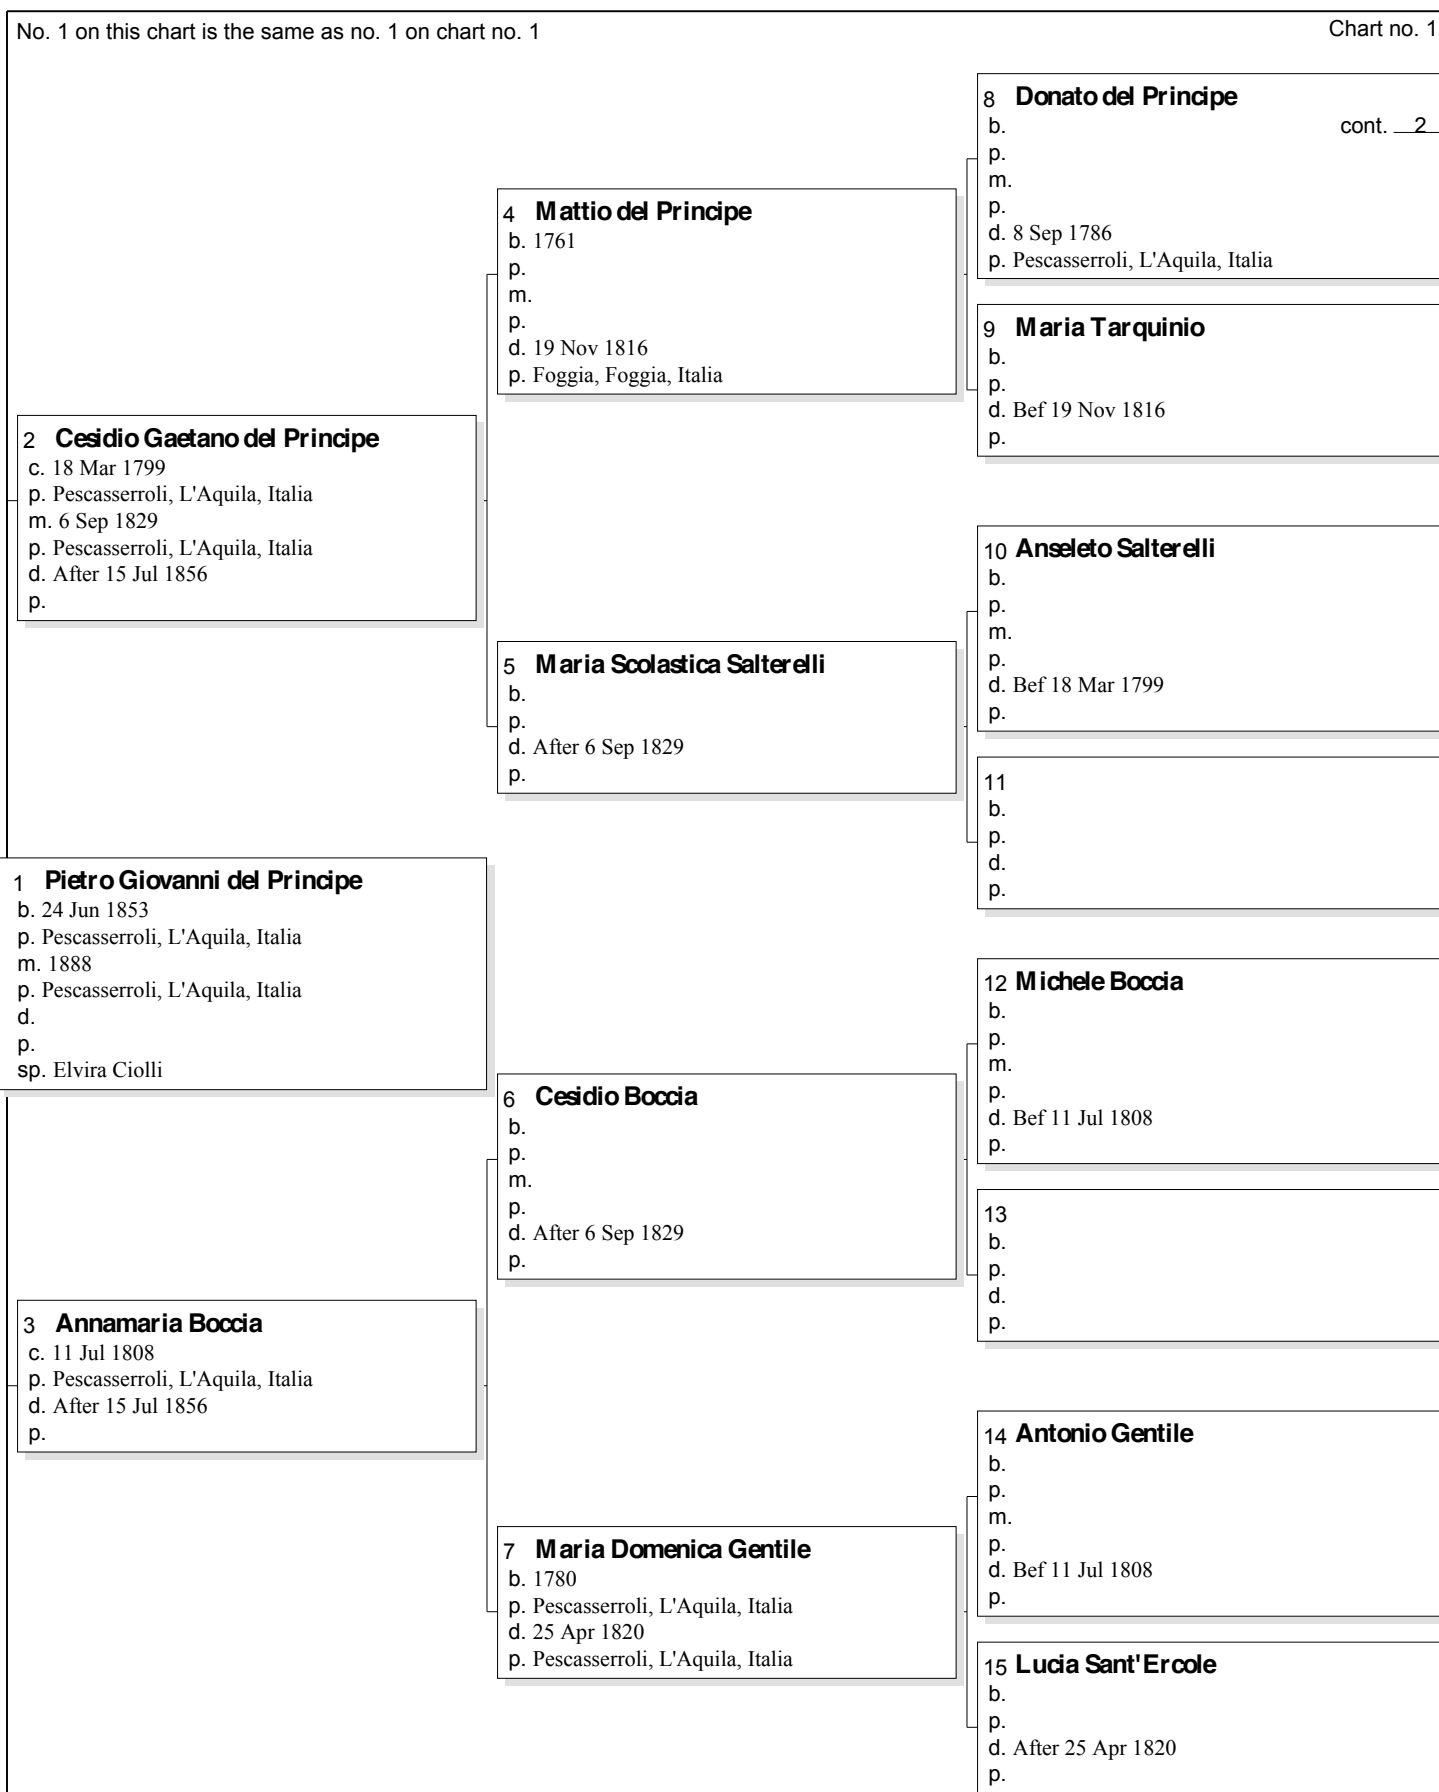 No. 1 on this chart is the same as no. 1 on chart no. 1
Chart no. 1
8 Donato del Principe
b.
cont. 2
p.
m.
p.
d. 8 Sep 1786
p. Pescasserroli, L'Aquila, Italia
4 Mattio del Principe
b. 1761
p.
m.
p.
d. 19 Nov 1816
p. Foggia, Foggia, Italia
9 Maria Tarquinio
b.
p.
d. Bef 19 Nov 1816
p.
2 Cesidio Gaetano del Principe
c. 18 Mar 1799
p. Pescasserroli, L'Aquila, Italia
m. 6 Sep 1829
p. Pescasserroli, L'Aquila, Italia
d. After 15 Jul 1856
p.
10 Anseleto Salterelli
b.
p.
m.
p.
d. Bef 18 Mar 1799
p.
5 Maria Scolastica Salterelli
b.
p.
d. After 6 Sep 1829
p.
11
b.
p.
d.
p.
1 Pietro Giovanni del Principe
b. 24 Jun 1853
p. Pescasserroli, L'Aquila, Italia
m. 1888
p. Pescasserroli, L'Aquila, Italia
d.
p.
sp. Elvira Ciolli
12 Michele Boccia
b.
p.
m.
p.
d. Bef 11 Jul 1808
p.
6 Cesidio Boccia
b.
p.
m.
p.
d. After 6 Sep 1829
p.
13
b.
p.
d.
p.
3 Annamaria Boccia
c. 11 Jul 1808
p. Pescasserroli, L'Aquila, Italia
d. After 15 Jul 1856
p.
14 Antonio Gentile
b.
p.
m.
p.
d. Bef 11 Jul 1808
p.
7 Maria Domenica Gentile
b. 1780
p. Pescasserroli, L'Aquila, Italia
d. 25 Apr 1820
p. Pescasserroli, L'Aquila, Italia
15 Lucia Sant'Ercole
b.
p.
d. After 25 Apr 1820
p.